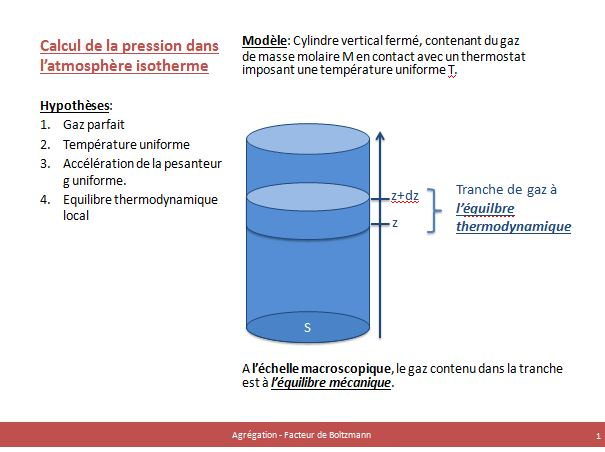 Calcul de la pression dans
l’atmosphère isotherme
Modèle: Cylindre vertical fermé, contenant du gaz
de masse molaire M en contact avec un thermostat
imposant une température uniforme T.
Hypothèses:
1. Gaz parfait
2. Température uniforme
3. Accélération de la pesanteur
g uniforme.
4. Equilibre thermodynamique
local
z+dz
z
Tranche de gaz à
l’équilbre
thermodynamique
S
A l’échelle macroscopique, le gaz contenu dans la tranche
est à l’équilibre mécanique.
Agrégation - Facteur de Boltzmann
1